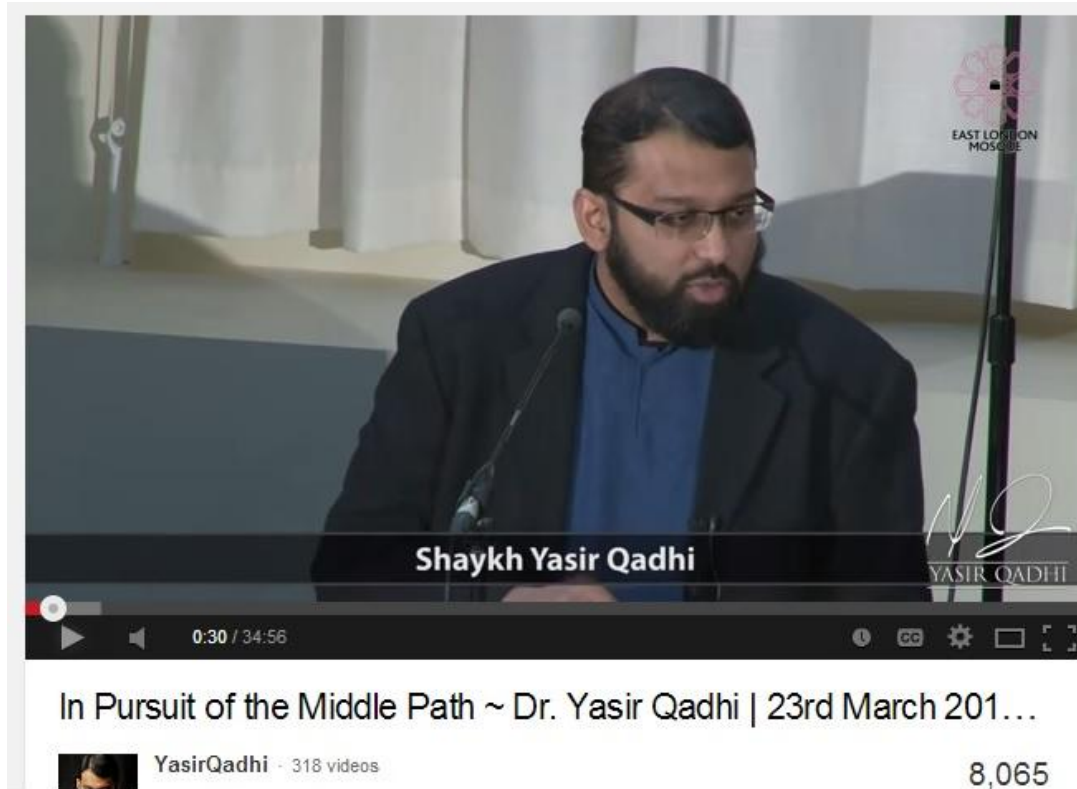 EAST LONDON
MOSQUE
Shaykh Yasir Qadhi
YASIR QADHI
0:30 / 34:56
CC
In Pursuit of the Middle Path ~ Dr. Yasir Qadhi | 23rd March 201...
YasirQadhi · 318 videos
8,065